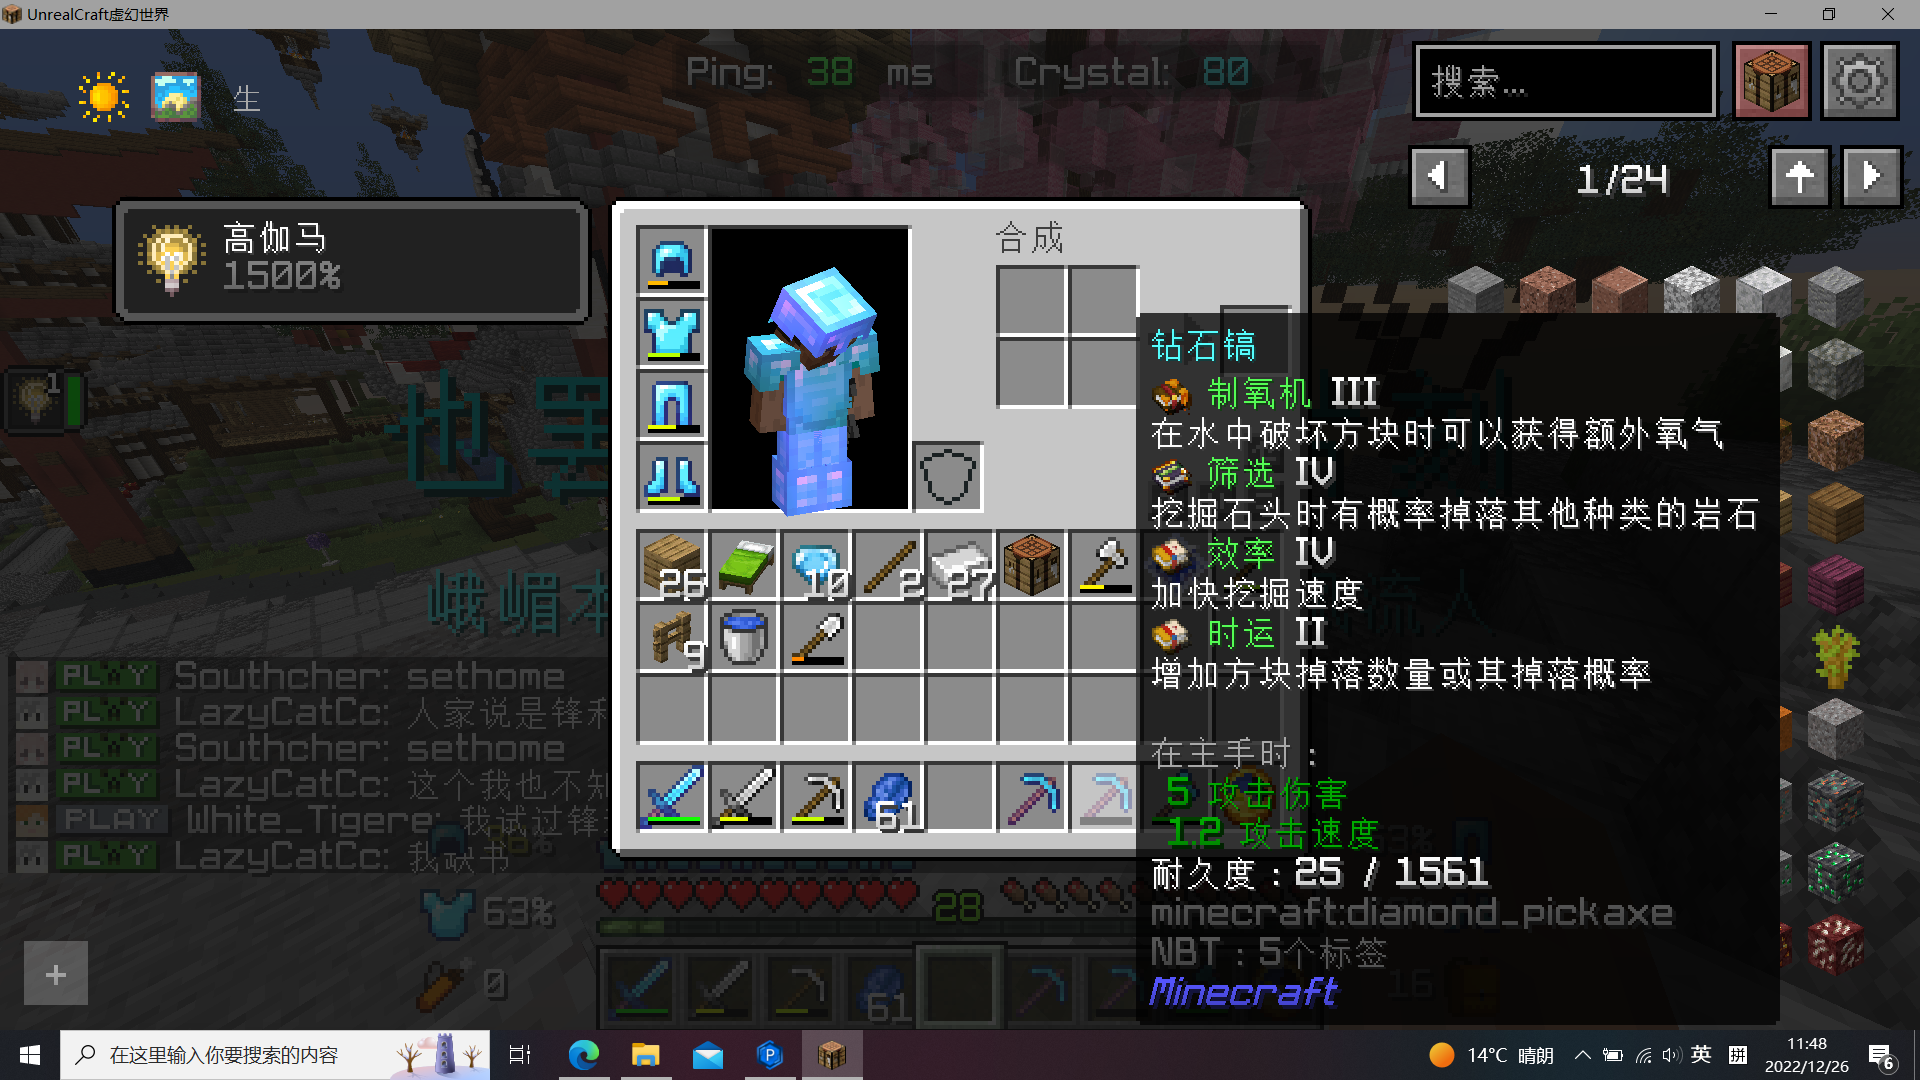 UnrealCraft虚幻世界
Ping: 38 ms Crystal: 80
生
搜索...
1/24
高伽马
1500%
1
合成
钻石镐
制氧机 III
在水中破坏方块时可以获得额外氧气
筛选 IV
挖掘石头时有概率掉落其他种类的岩石
效率 IV
加快挖掘速度
时运 II
增加方块掉落数量或其掉落概率
在主手时：
5 攻击伤害
1.2 攻击速度
耐久度：25 / 1561
minecraft:diamond_pickaxe
NBT：5个标签
Minecraft
26
10
2
27
9
61
峨嵋本
PLAY Southcher: sethome
PLAY LazyCatCc: 人家说是锋利
PLAY Southcher: sethome
PLAY LazyCatCc: 这个我也不知
PLAY White_Tigere: 我试过锋
PLAY LazyCatCc: 我缺书
63%
28
0
61
16
在这里输入你要搜索的内容
14°C 晴朗
英
拼
11:48
2022/12/26
6